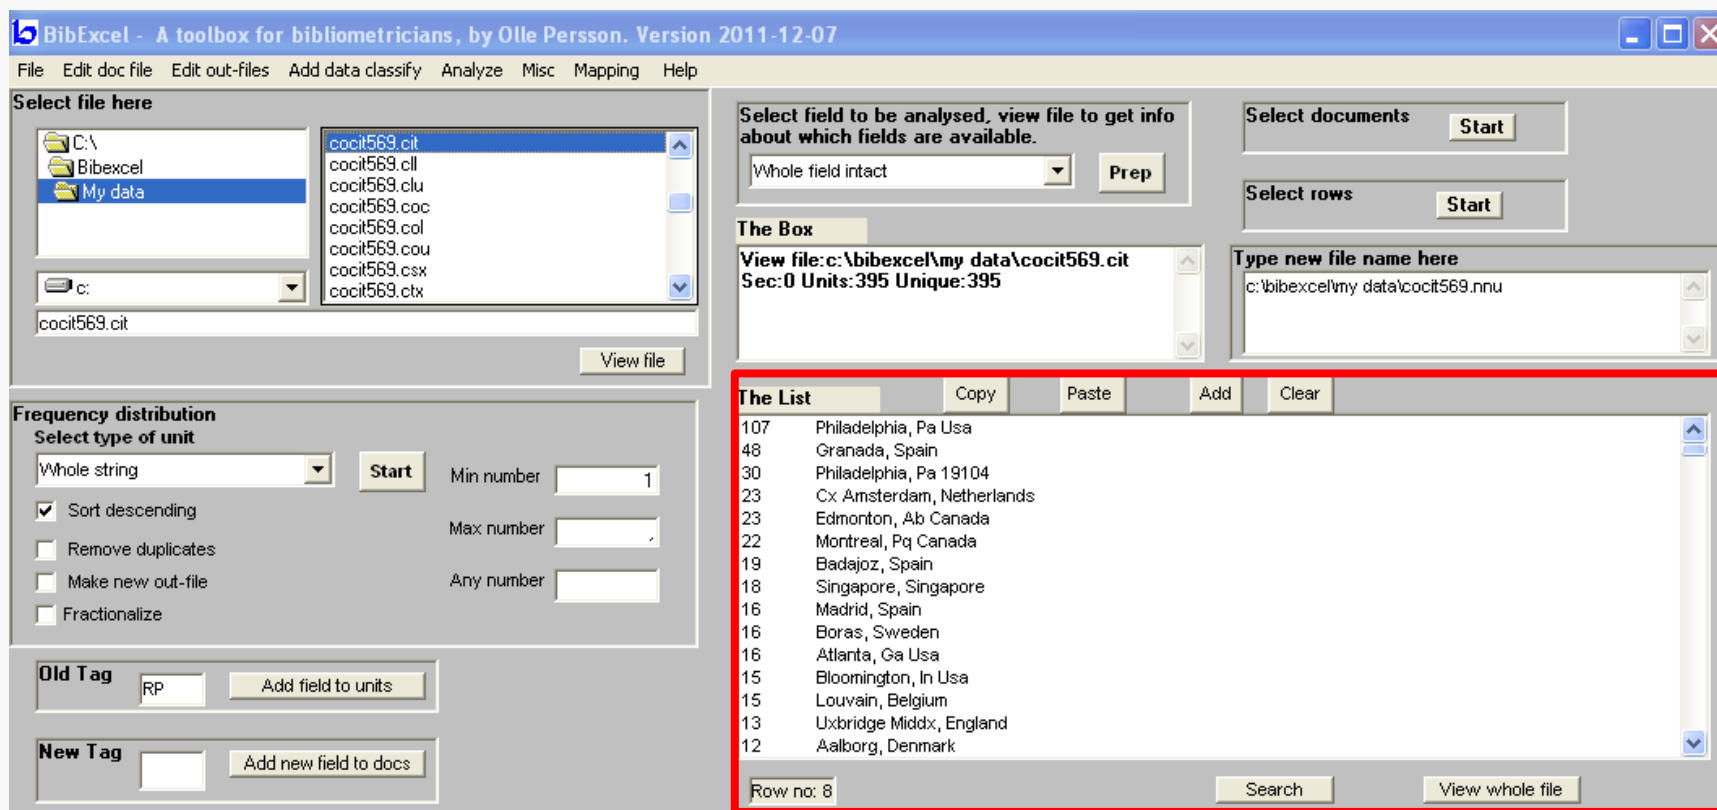 BibExcel - A toolbox for bibliometricians, by Olle Persson. Version 2011-12-07
File Edit doc file Edit out-files Add data classify Analyze Misc Mapping Help
Select file here
C:\
Bibexcel
My data
cocit569.cit
cocit569.cll
cocit569.clu
cocit569.coc
cocit569.col
cocit569.cou
cocit569.csx
cocit569.ctx
c:
cocit569.cit
View file
Select field to be analysed, view file to get info
about which fields are available.
Whole field intact
Prep
Select documents
Start
Select rows
Start
The Box
View file:c:\bibexcel\my data\cocit569.cit
Sec:0 Units:395 Unique:395
Type new file name here
c:\bibexcel\my data\cocit569.nnu
Frequency distribution
Select type of unit
Whole string
Start
Sort descending
Remove duplicates
Make new out-file
Fractionalize
Min number 1
Max number ,
Any number
Old Tag RP Add field to units
New Tag Add new field to docs
The List Copy Paste Add Clear
107 Philadelphia, Pa Usa
48 Granada, Spain
30 Philadelphia, Pa 19104
23 Cx Amsterdam, Netherlands
23 Edmonton, Ab Canada
22 Montreal, Pq Canada
19 Badajoz, Spain
18 Singapore, Singapore
16 Madrid, Spain
16 Boras, Sweden
16 Atlanta, Ga Usa
15 Bloomington, In Usa
15 Louvain, Belgium
13 Uxbridge Middx, England
12 Aalborg, Denmark
Row no: 8 Search View whole file